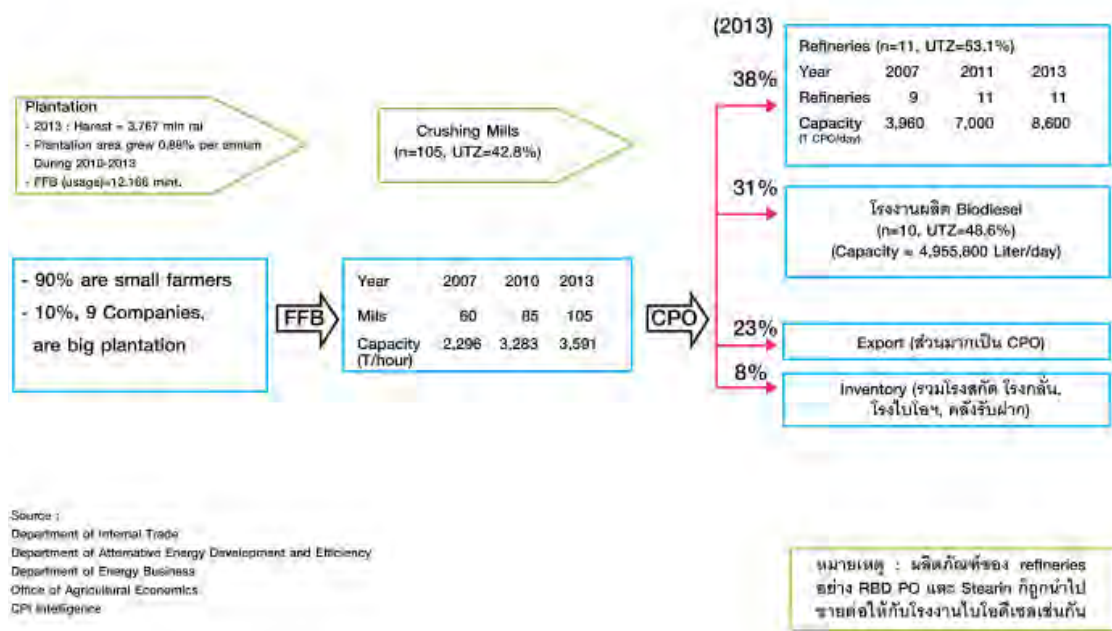 (2013)
Plantation
- 2013 : Harest = 3.767 mln rai
- Plantation area grew 0.88% per annum
During 2010-2013
- FFB (usage)=12.166 mlnt.
Crushing Mills
(n=105, UTZ=42.8%)
- 90% are small farmers
- 10%, 9 Companies,
are big plantation
FFB
Year 2007 2010 2013
Mills 60 85 105
Capacity 2,296 3,283 3,591
(T/hour)
CPO
38%
Refineries (n=11, UTZ=53.1%)
Year 2007 2011 2013
Refineries 9 11 11
Capacity 3,960 7,000 8,600
(T CPO/day)
31%
โรงงานผลิต Biodiesel
(n=10, UTZ=48.6%)
(Capacity = 4,955,800 Liter/day)
23%
Export (ส่วนมากเป็น CPO)
8%
Inventory (รวมโรงสกัด โรงกลั่น,
โรงไบโอฯ, คลังรับฝาก)
Source :
Department of Internal Trade
Department of Alternative Energy Development and Efficiency
Department of Energy Business
Office of Agricultural Economics
CPI Intelligence
หมายเหตุ : ผลิตภัณฑ์ของ refineries
อย่าง RBD PO และ Stearin ก็ถูกนำไป
ขายต่อให้กับโรงงานไบโอดีเซลเช่นกัน